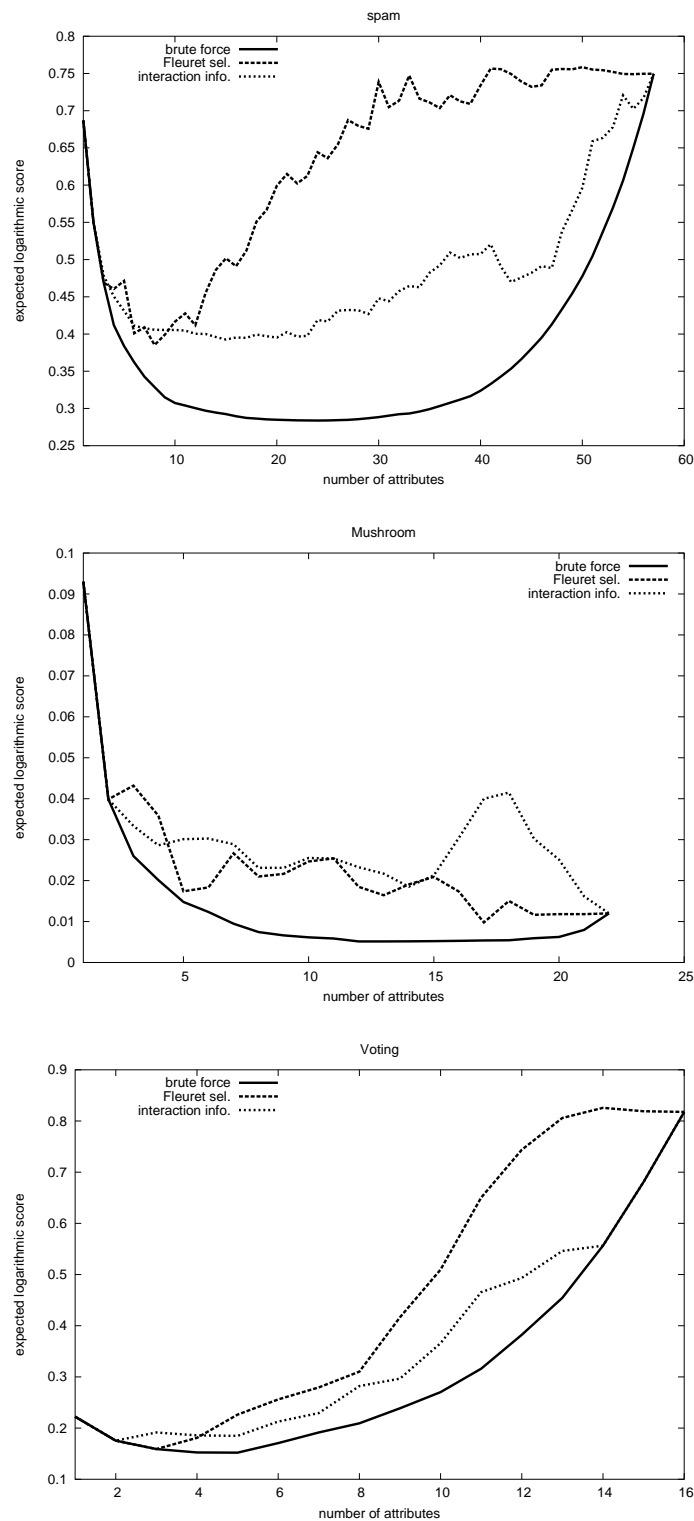 spam
brute force
Fleuret sel.
interaction info.
expected logarithmic score
0.8
0.75
0.7
0.65
0.6
0.55
0.5
0.45
0.4
0.35
0.3
0.25
10 20 30 40 50 60
number of attributes
Mushroom
brute force
Fleuret sel.
interaction info.
expected logarithmic score
0.1
0.09
0.08
0.07
0.06
0.05
0.04
0.03
0.02
0.01
0
5 10 15 20 25
number of attributes
Voting
brute force
Fleuret sel.
interaction info.
expected logarithmic score
0.9
0.8
0.7
0.6
0.5
0.4
0.3
0.2
0.1
2 4 6 8 10 12 14 16
number of attributes